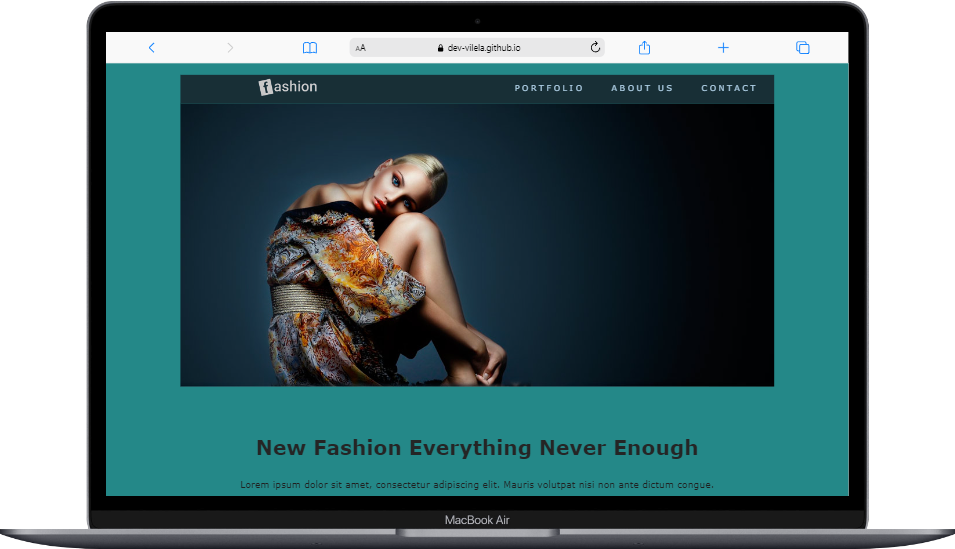 AA dev-vilela.github.io
fashion PORTFOLIO ABOUT US CONTACT
New Fashion Everything Never Enough
Lorem ipsum dolor sit amet, consectetur adipiscing elit. Mauris volutpat nisi non ante dictum congue.
MacBook Air